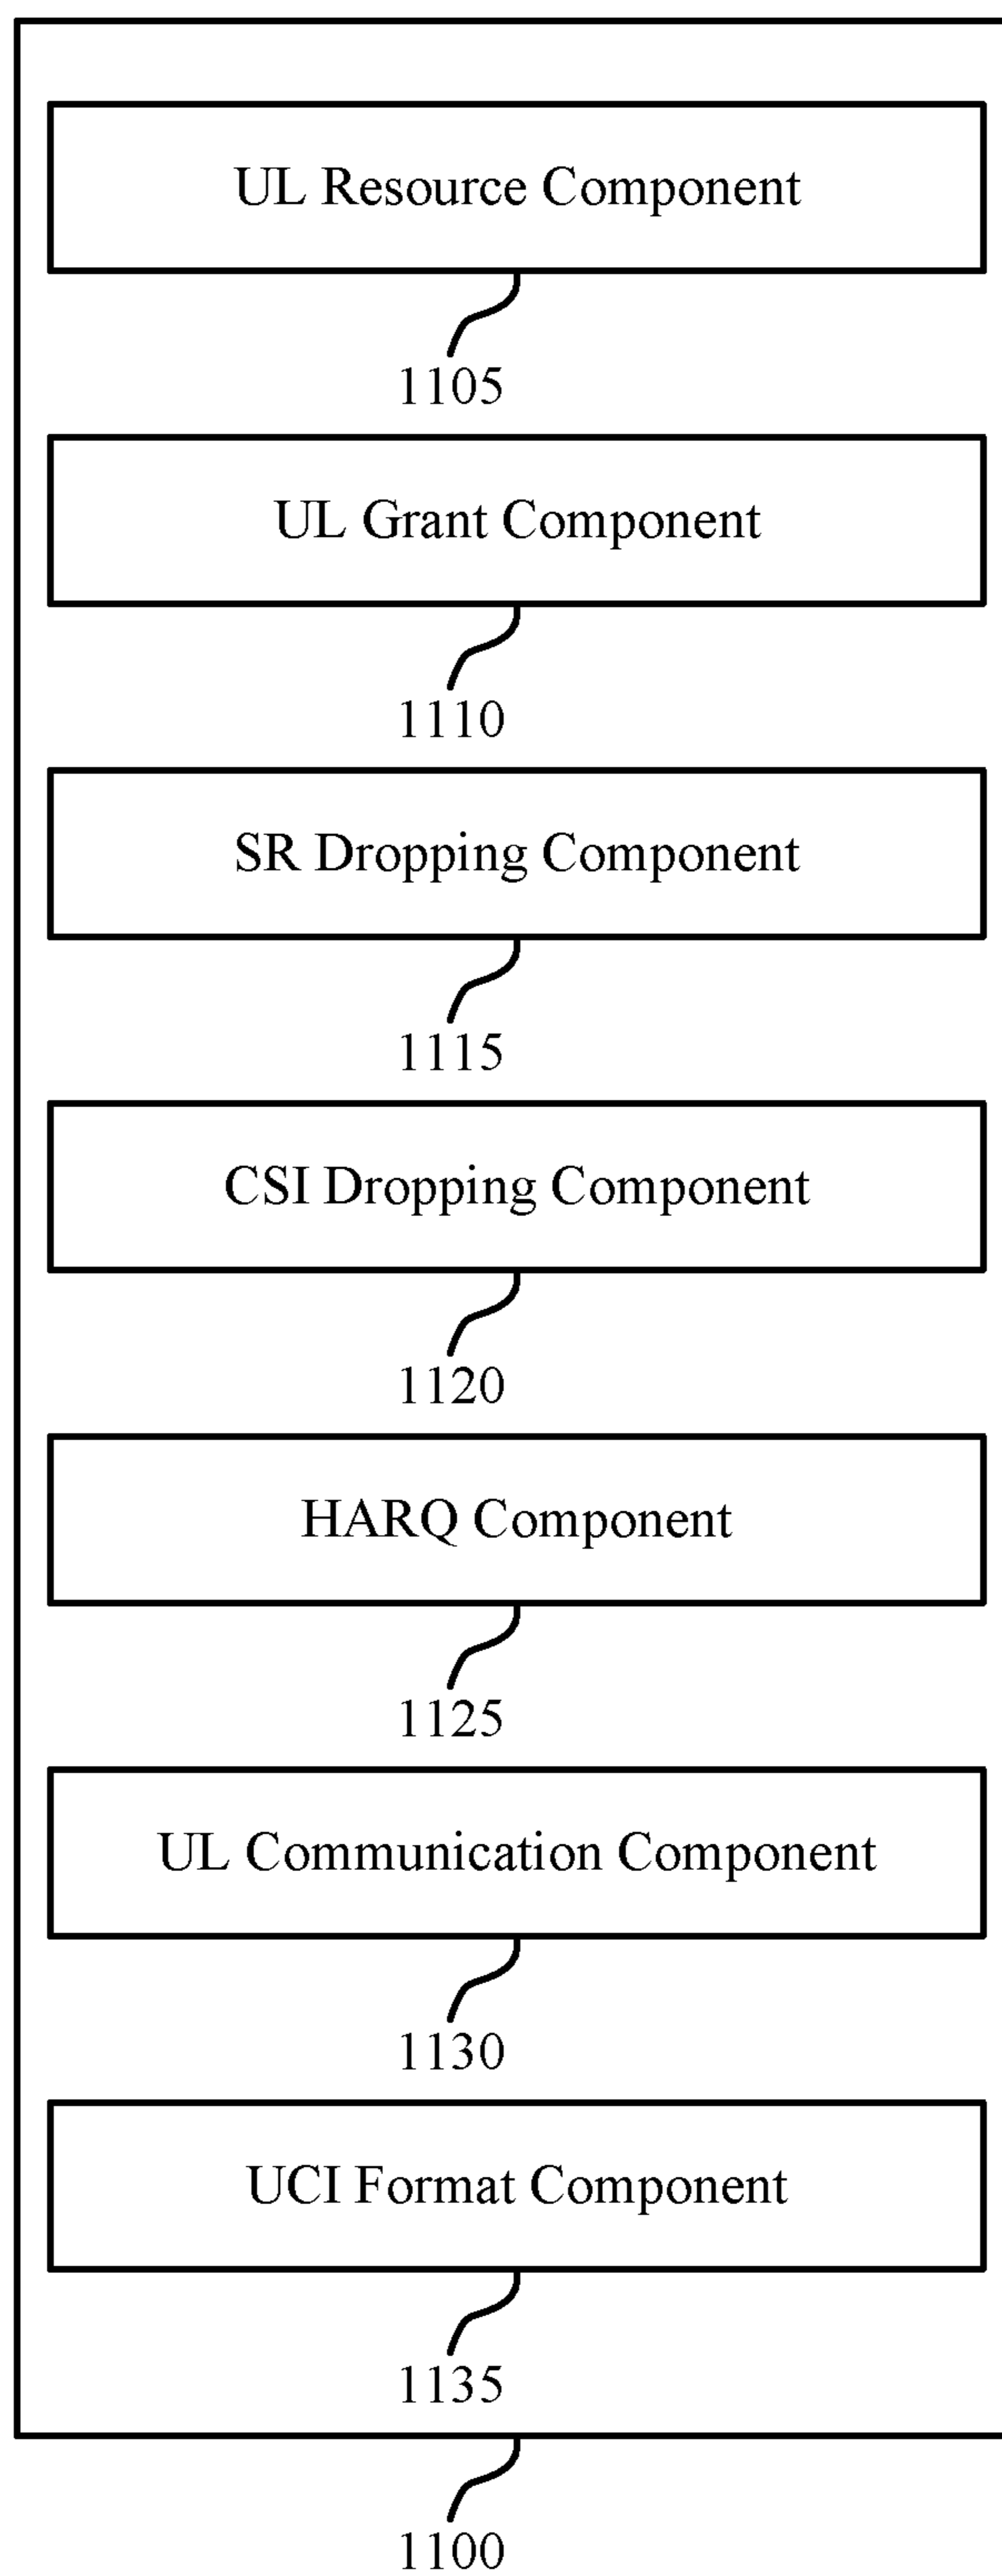 UL Resource Component
1105
UL Grant Component
1110
SR Dropping Component
1115
CSI Dropping Component
1120
HARQ Component
1125
UL Communication Component
1130
UCI Format Component
1135
1100